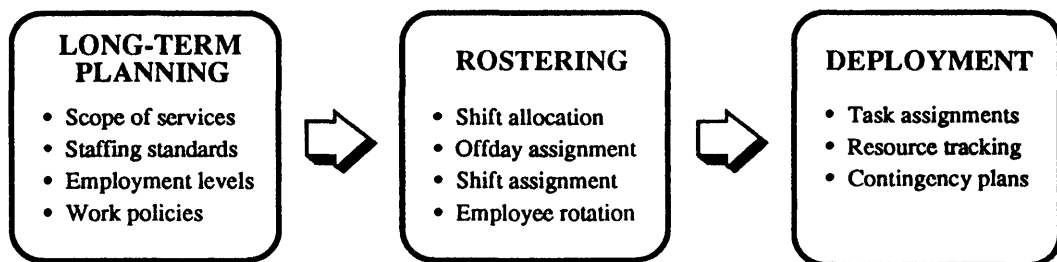 LONG-TERM
PLANNING
• Scope of services
• Staffing standards
• Employment levels
• Work policies
ROSTERING
• Shift allocation
• Offday assignment
• Shift assignment
• Employee rotation
DEPLOYMENT
• Task assignments
• Resource tracking
• Contingency plans